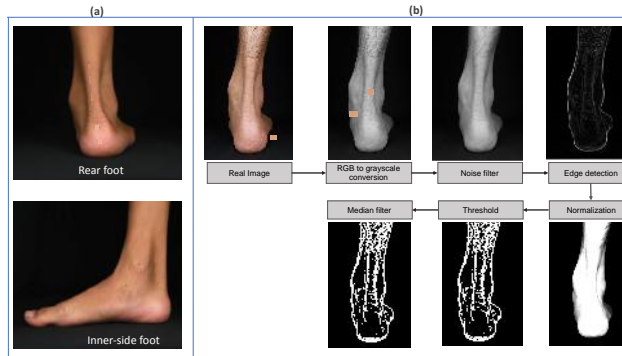 (a)
(b)
Rear foot
Inner-side foot
Real Image
RGB to grayscale
conversion
Noise filter
Edge detection
Median filter
Threshold
Normalization